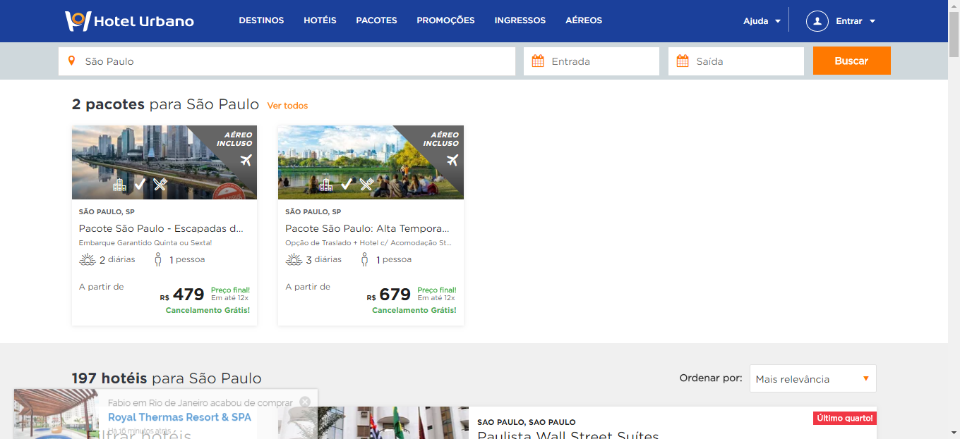 Hotel Urbano
DESTINOS HOTÉIS PACOTES PROMOÇÕES INGRESSOS AÉREOS
Ajuda Entrar
São Paulo Entrada Saída Buscar
2 pacotes para São Paulo Ver todos
AÉREO
INCLUSO
SÃO PAULO, SP
Pacote São Paulo - Escapadas d...
Embarque Garantido Quinta ou Sexta!
2 diárias 1 pessoa
A partir de
R$ 479 Preço final!
Em até 12x
Cancelamento Grátis!
AÉREO
INCLUSO
SÃO PAULO, SP
Pacote São Paulo: Alta Tempora...
Opção de Traslado + Hotel c/ Acomodação St...
3 diárias 1 pessoa
A partir de
R$ 679 Preço final!
Em até 12x
Cancelamento Grátis!
197 hotéis para São Paulo
Ordenar por: Mais relevância
Fabio em Rio de Janeiro acabou de comprar
Royal Thermas Resort & SPA
Há 16 minutos atrás
Filtrar hotéis
SAO PAULO, SAO PAULO
Último quarto!
Paulista Wall Street Suítes